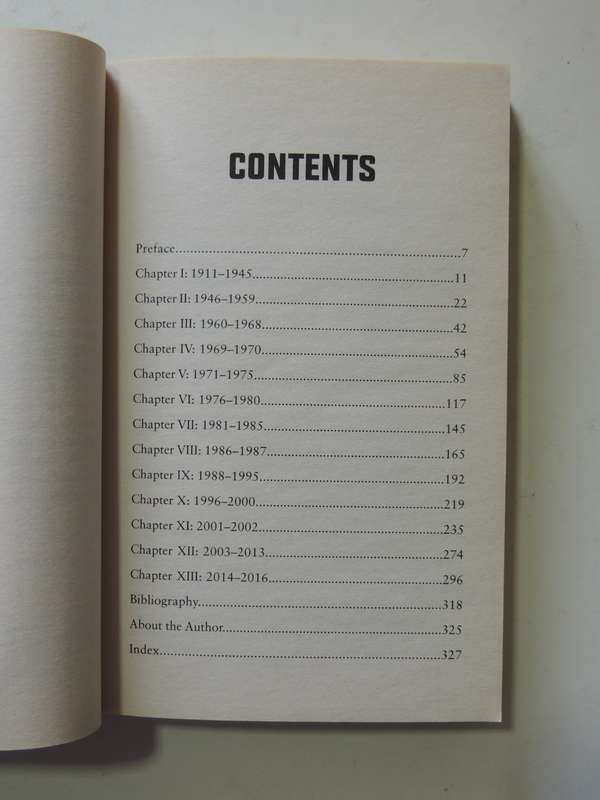 CONTENTS
Preface...........................................................................7
Chapter I: 1911–1945....................................................11
Chapter II: 1946–1959...................................................22
Chapter III: 1960–1968.................................................42
Chapter IV: 1969–1970.................................................54
Chapter V: 1971–1975...................................................85
Chapter VI: 1976–1980................................................117
Chapter VII: 1981–1985...............................................145
Chapter VIII: 1986–1987..............................................165
Chapter IX: 1988–1995................................................192
Chapter X: 1996–2000.................................................219
Chapter XI: 2001–2002................................................235
Chapter XII: 2003–2013...............................................274
Chapter XIII: 2014–2016..............................................296
Bibliography................................................................318
About the Author.........................................................325
Index..........................................................................327